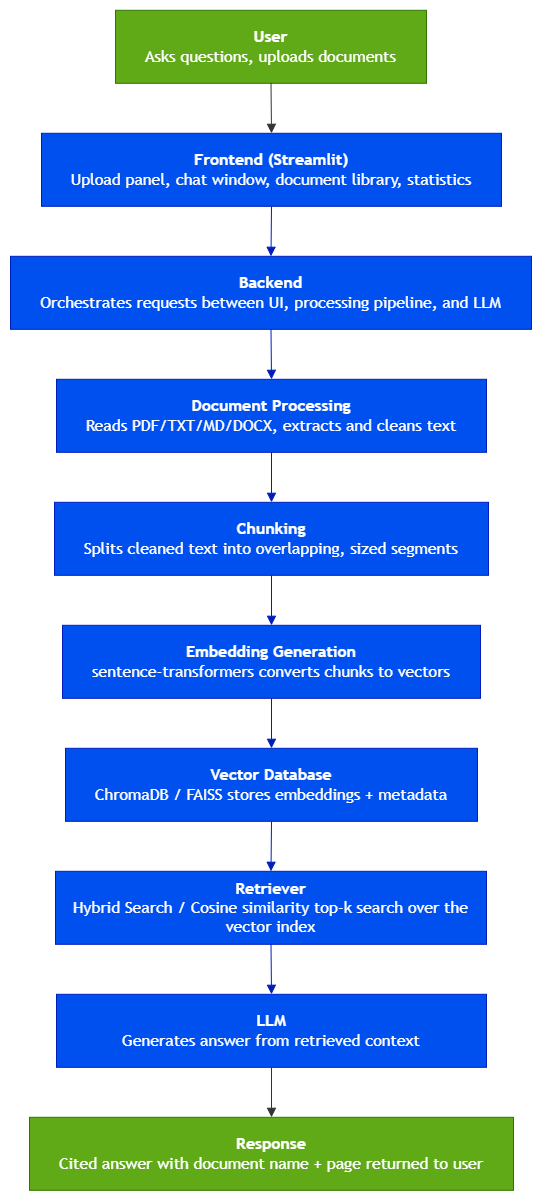 User
Asks questions, uploads documents
Frontend (Streamlit)
Upload panel, chat window, document library, statistics
Backend
Orchestrates requests between UI, processing pipeline, and LLM
Document Processing
Reads PDF/TXT/MD/DOCX, extracts and cleans text
Chunking
Splits cleaned text into overlapping, sized segments
Embedding Generation
sentence-transformers converts chunks to vectors
Vector Database
ChromaDB / FAISS stores embeddings + metadata
Retriever
Hybrid Search / Cosine similarity top-k search over the
vector index
LLM
Generates answer from retrieved context
Response
Cited answer with document name + page returned to user